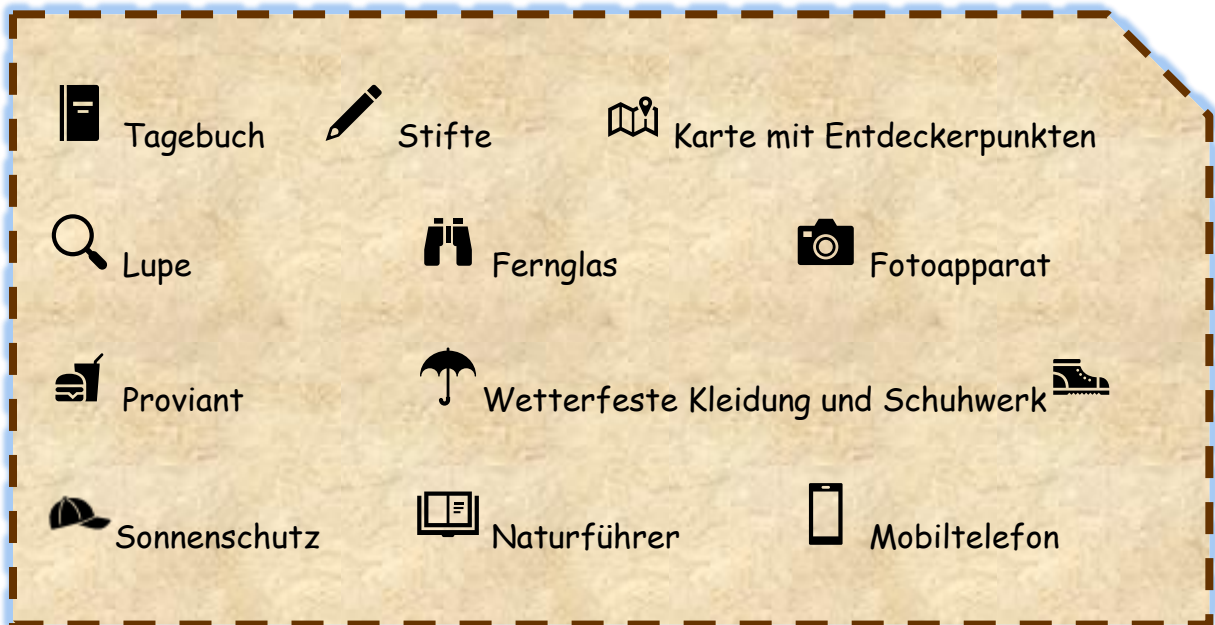 Tagebuch Stifte Karte mit Entdeckerpunkten
Lupe Fernglas Fotoapparat
Proviant Wetterfeste Kleidung und Schuhwerk
Sonnenschutz Naturführer Mobiltelefon